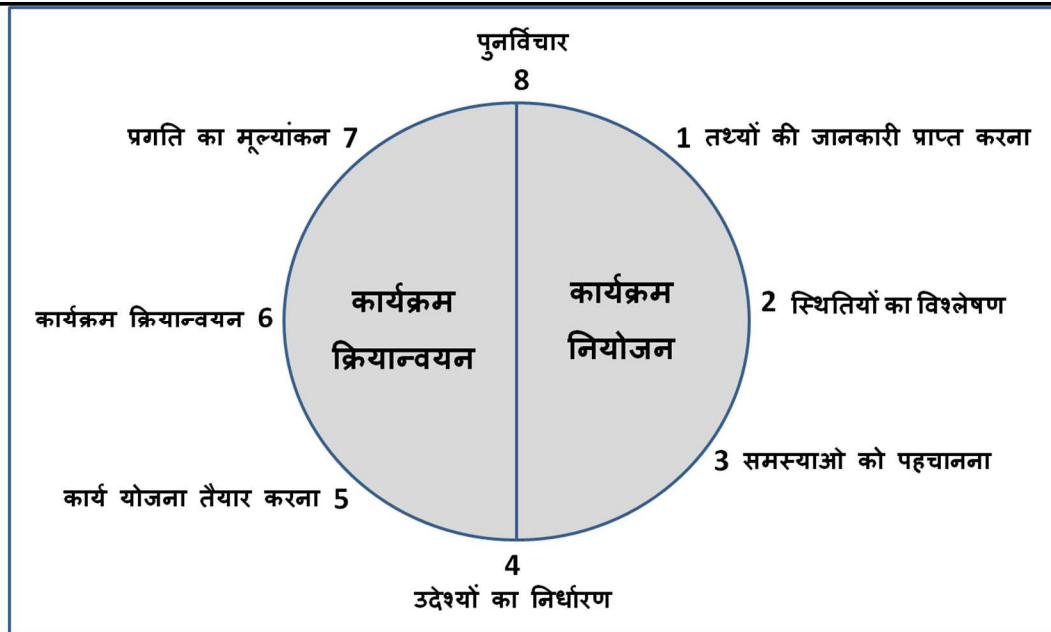 पुनर्विचार
8
प्रगति का मूल्यांकन 7
1 तथ्यों की जानकारी प्राप्त करना
कार्यक्रम क्रियान्वयन 6
कार्यक्रम
क्रियान्वयन
कार्यक्रम
नियोजन
2 स्थितियों का विश्लेषण
3 समस्याओ को पहचानना
कार्य योजना तैयार करना 5
4
उदेश्यों का निर्धारण